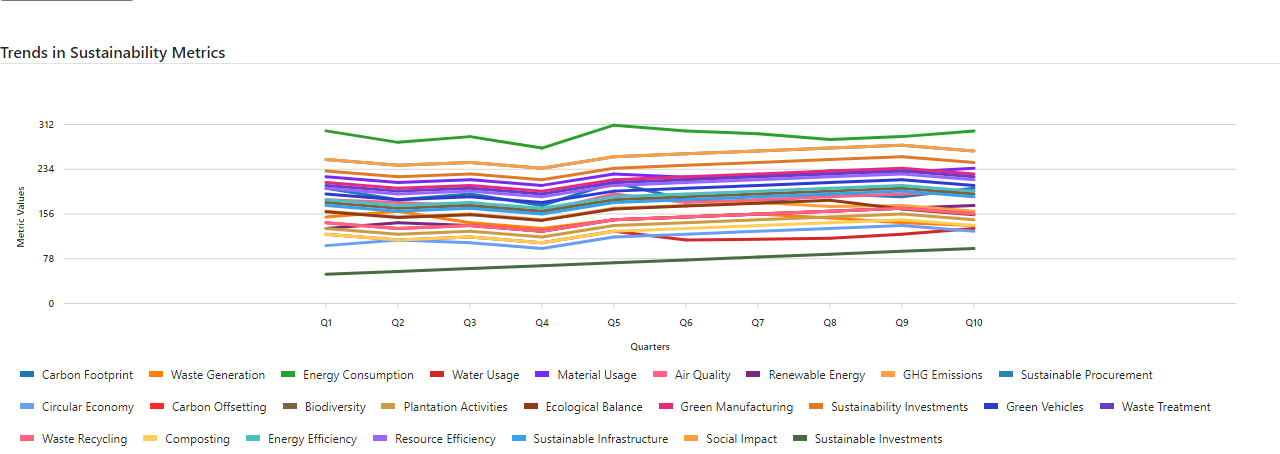 Trends in Sustainability Metrics
312
234
156
78
0
Metric Values
Q1 Q2 Q3 Q4 Q5 Q6 Q7 Q8 Q9 Q10
Quarters
Carbon Footprint Waste Generation Energy Consumption Water Usage Material Usage Air Quality Renewable Energy GHG Emissions Sustainable Procurement
Circular Economy Carbon Offsetting Biodiversity Plantation Activities Ecological Balance Green Manufacturing Sustainability Investments Green Vehicles Waste Treatment
Waste Recycling Composting Energy Efficiency Resource Efficiency Sustainable Infrastructure Social Impact Sustainable Investments